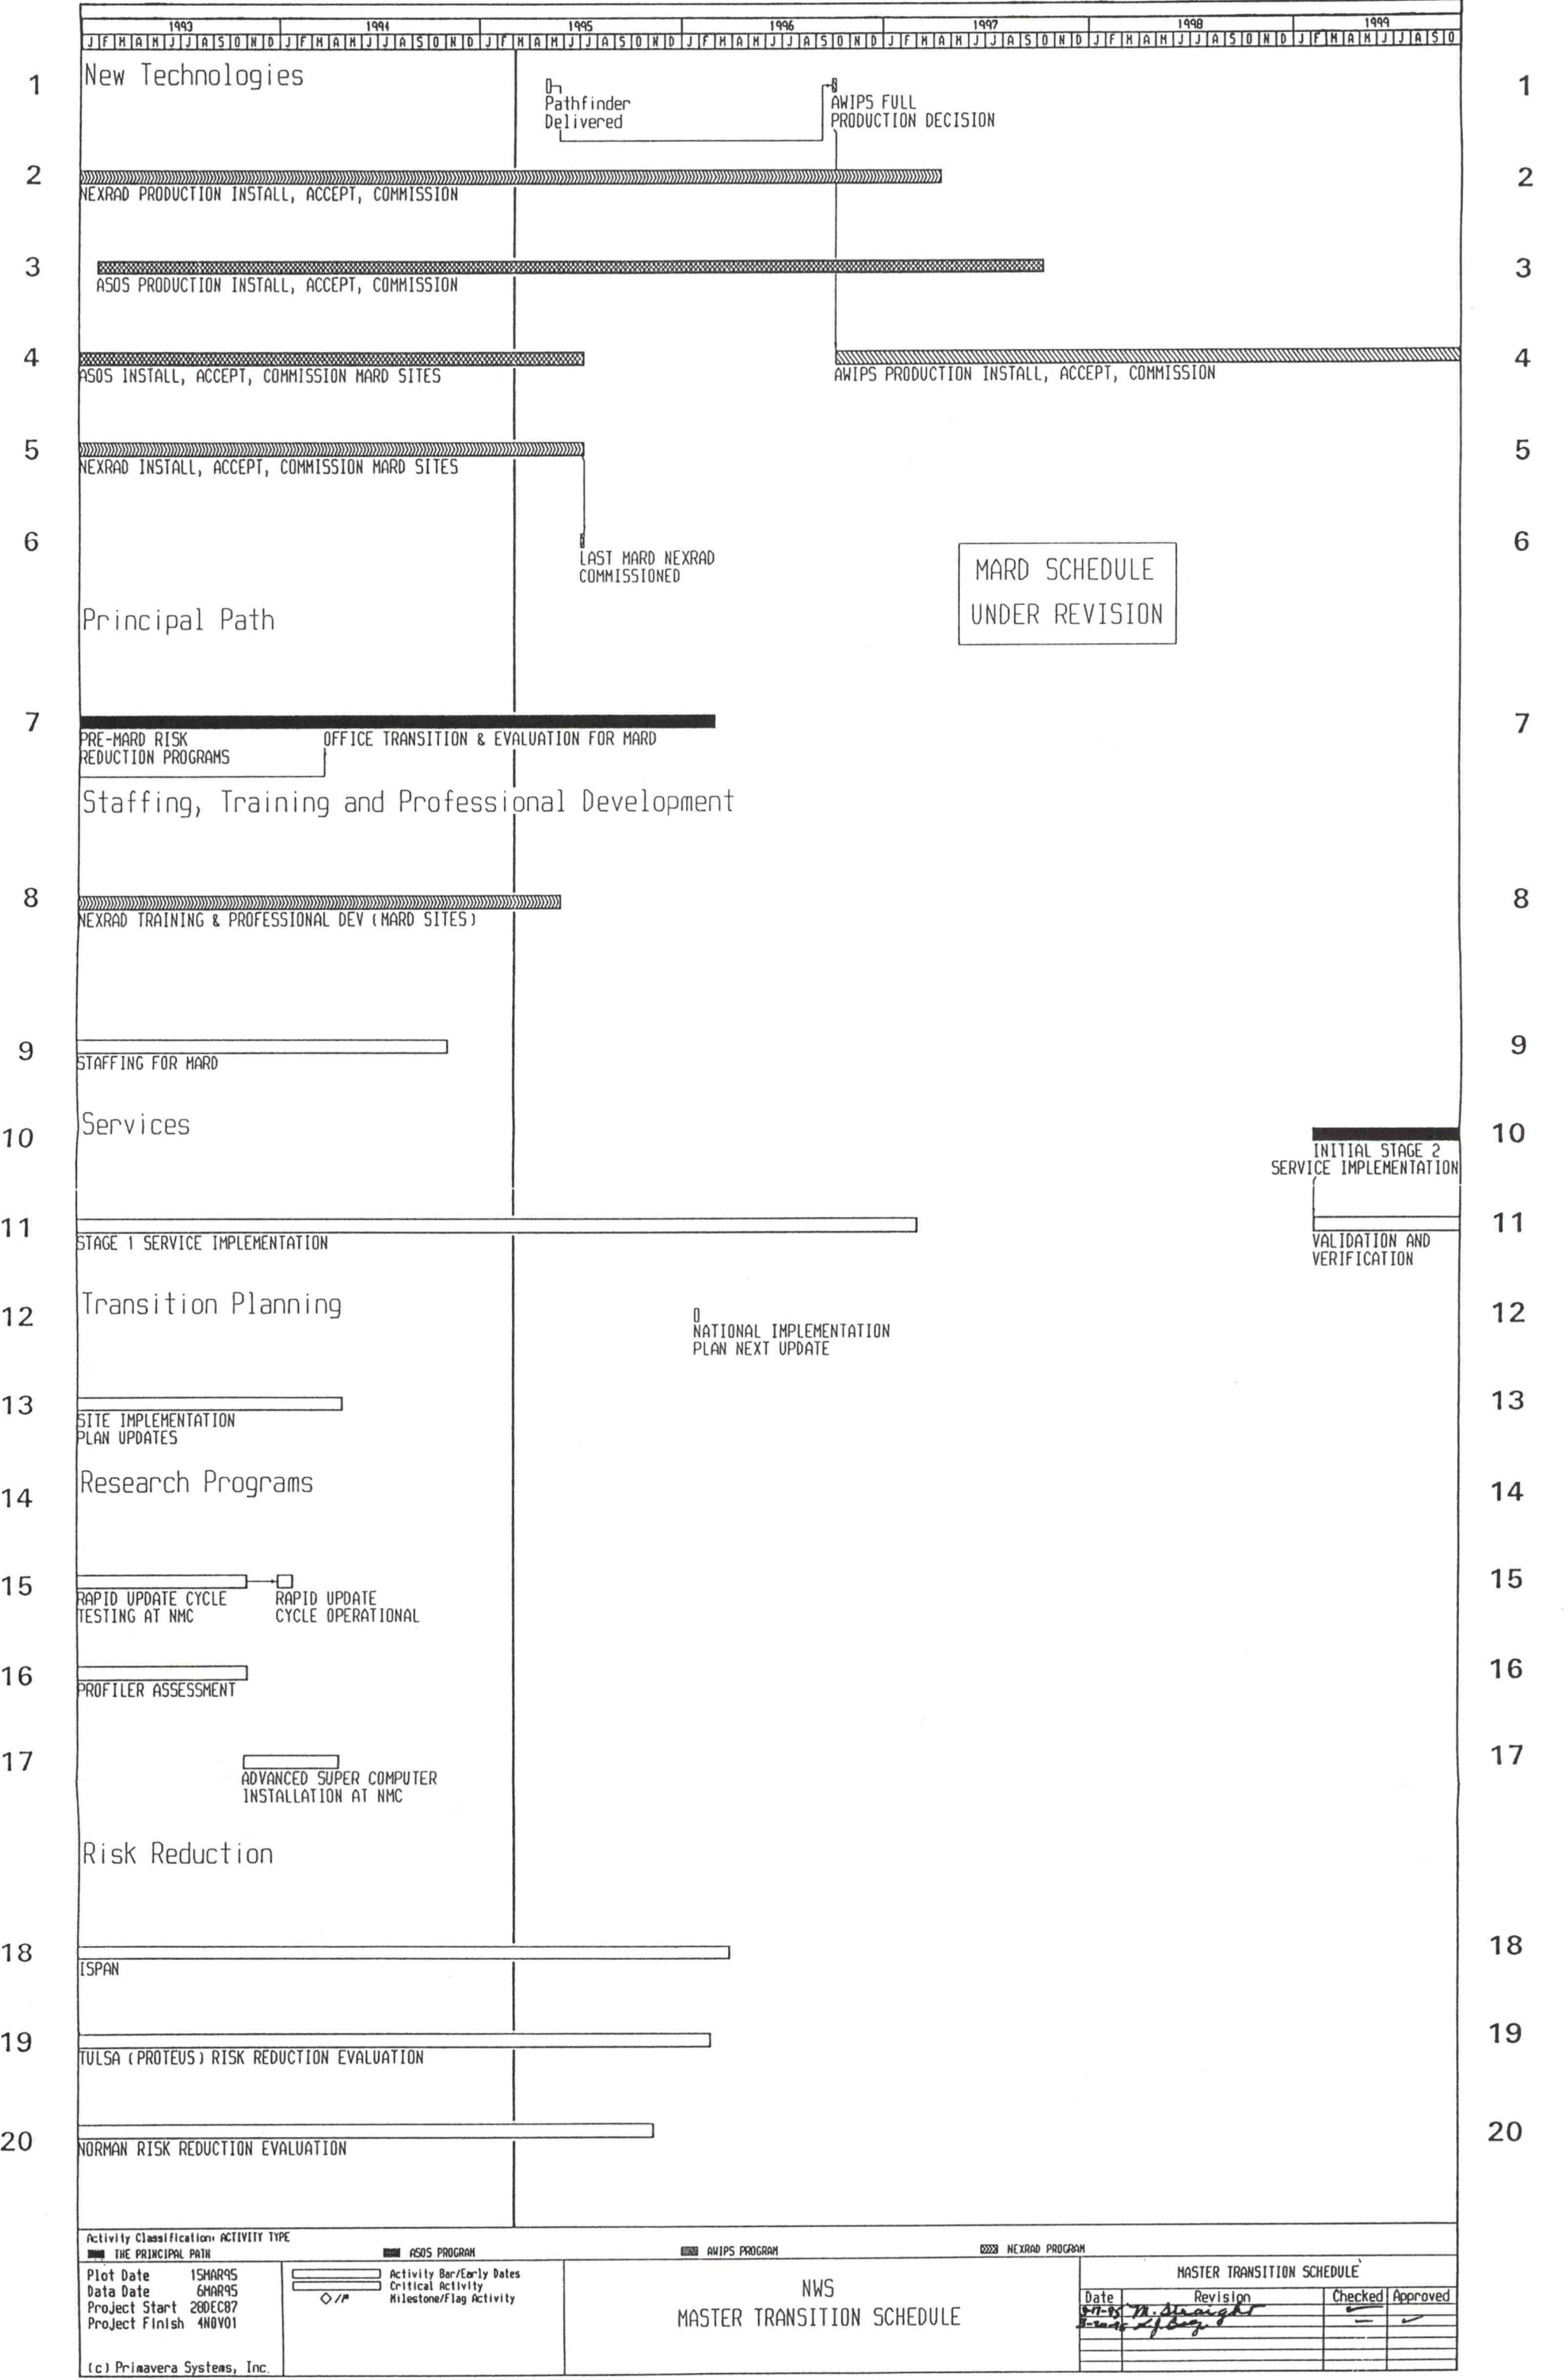 1993 1994 1995 1996 1997 1998 1999
J F M A M J J A S O N D J F M A M J J A S O N D J F M A M J J A S O N D J F M A M J J A S O N D J F M A M J J A S O N D J F M A M J J A S O N D J F M A M J J A S O
New Technologies
1 1
Pathfinder
Delivered
AWIPS FULL
PRODUCTION DECISION
2 2
NEXRAD PRODUCTION INSTALL, ACCEPT, COMMISSION
3 3
ASOS PRODUCTION INSTALL, ACCEPT, COMMISSION
4 4
ASOS INSTALL, ACCEPT, COMMISSION MARD SITES
AWIPS PRODUCTION INSTALL, ACCEPT, COMMISSION
5 5
NEXRAD INSTALL, ACCEPT, COMMISSION MARD SITES
6 6
LAST MARD NEXRAD
COMMISSIONED
MARD SCHEDULE
UNDER REVISION
Principal Path
7 7
PRE-MARD RISK
REDUCTION PROGRAMS
OFFICE TRANSITION & EVALUATION FOR MARD
Staffing, Training and Professional Development
8 8
NEXRAD TRAINING & PROFESSIONAL DEV (MARD SITES)
9 9
STAFFING FOR MARD
Services
10 10
INITIAL STAGE 2
SERVICE IMPLEMENTATION
11 11
STAGE 1 SERVICE IMPLEMENTATION
VALIDATION AND
VERIFICATION
Transition Planning
12 12
NATIONAL IMPLEMENTATION
PLAN NEXT UPDATE
13 13
SITE IMPLEMENTATION
PLAN UPDATES
Research Programs
14 14
15 15
RAPID UPDATE CYCLE
TESTING AT NMC
RAPID UPDATE
CYCLE OPERATIONAL
16 16
PROFILER ASSESSMENT
17 17
ADVANCED SUPER COMPUTER
INSTALLATION AT NMC
Risk Reduction
18 18
ISPAN
19 19
TULSA (PROTEUS) RISK REDUCTION EVALUATION
20 20
NORMAN RISK REDUCTION EVALUATION
Activity Classification: ACTIVITY TYPE
THE PRINCIPAL PATH ASOS PROGRAM AWIPS PROGRAM NEXRAD PROGRAM
Plot Date 15MAR95
Data Date 6MAR95
Project Start 28DEC87
Project Finish 4NOV01
(c) Primavera Systems, Inc.
Activity Bar/Early Dates
Critical Activity
Milestone/Flag Activity
NWS
MASTER TRANSITION SCHEDULE
MASTER TRANSITION SCHEDULE
Date Revision Checked Approved
M. Straight